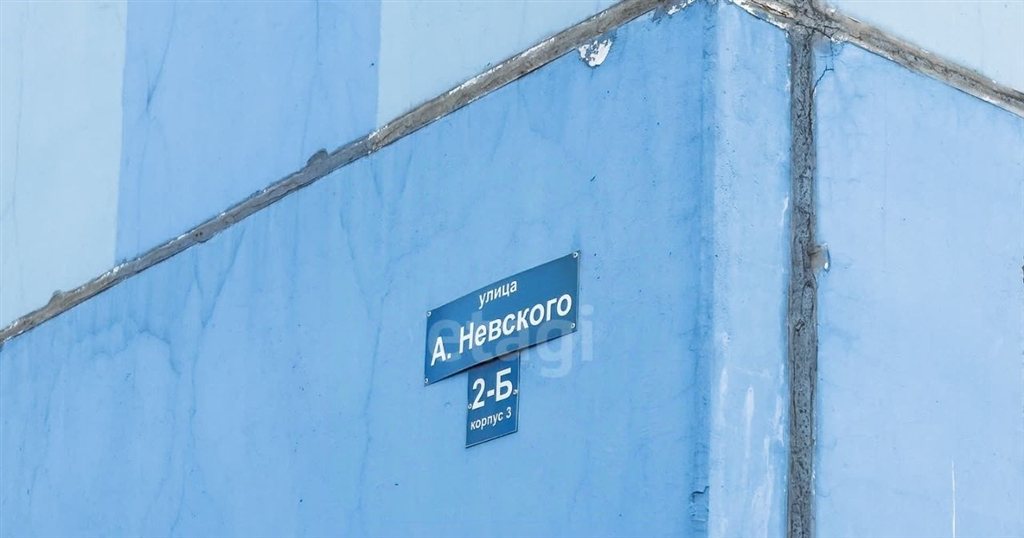 улица
А. Невского
2-Б
корпус 3
etagi